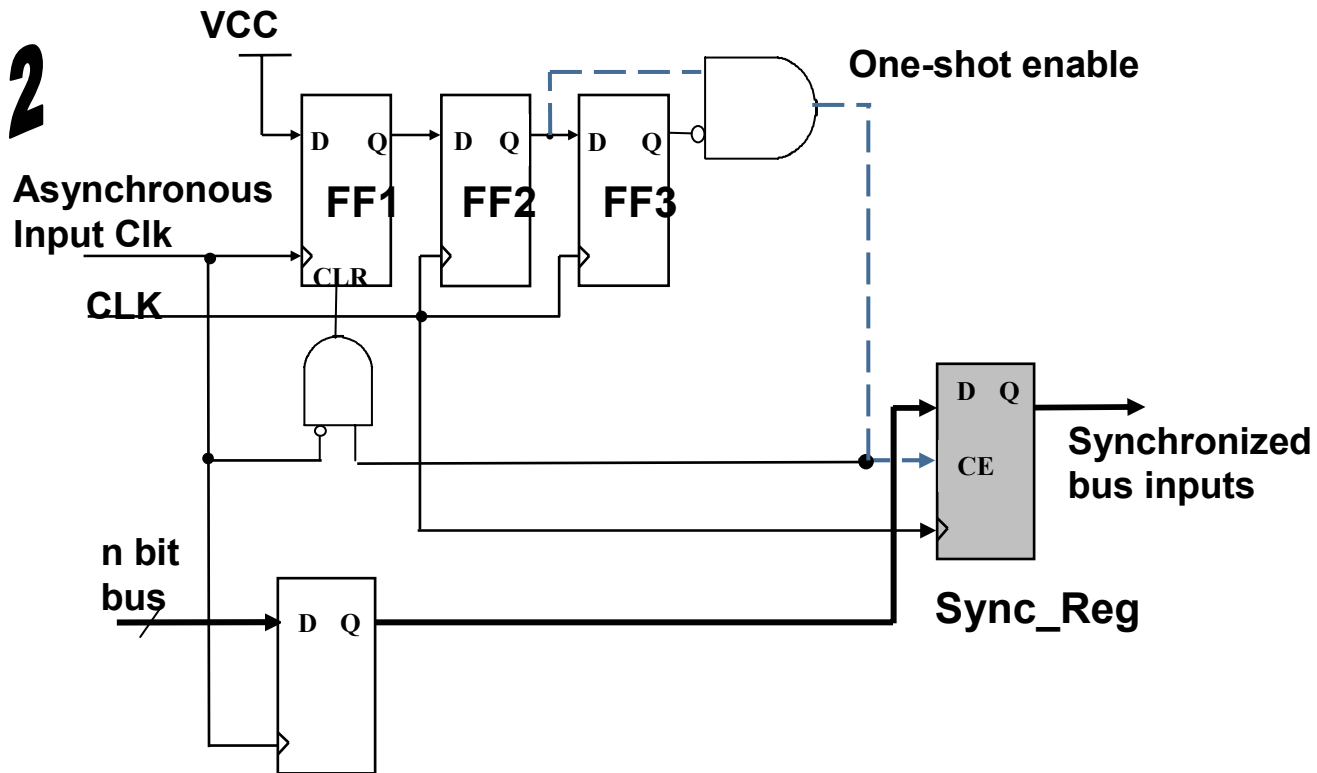 2
VCC
One-shot enable
D Q
D Q
D Q
FF1
FF2
FF3
Asynchronous
Input Clk
CLR
CLK
D Q
CE
Synchronized
bus inputs
n bit
bus
D Q
Sync_Reg